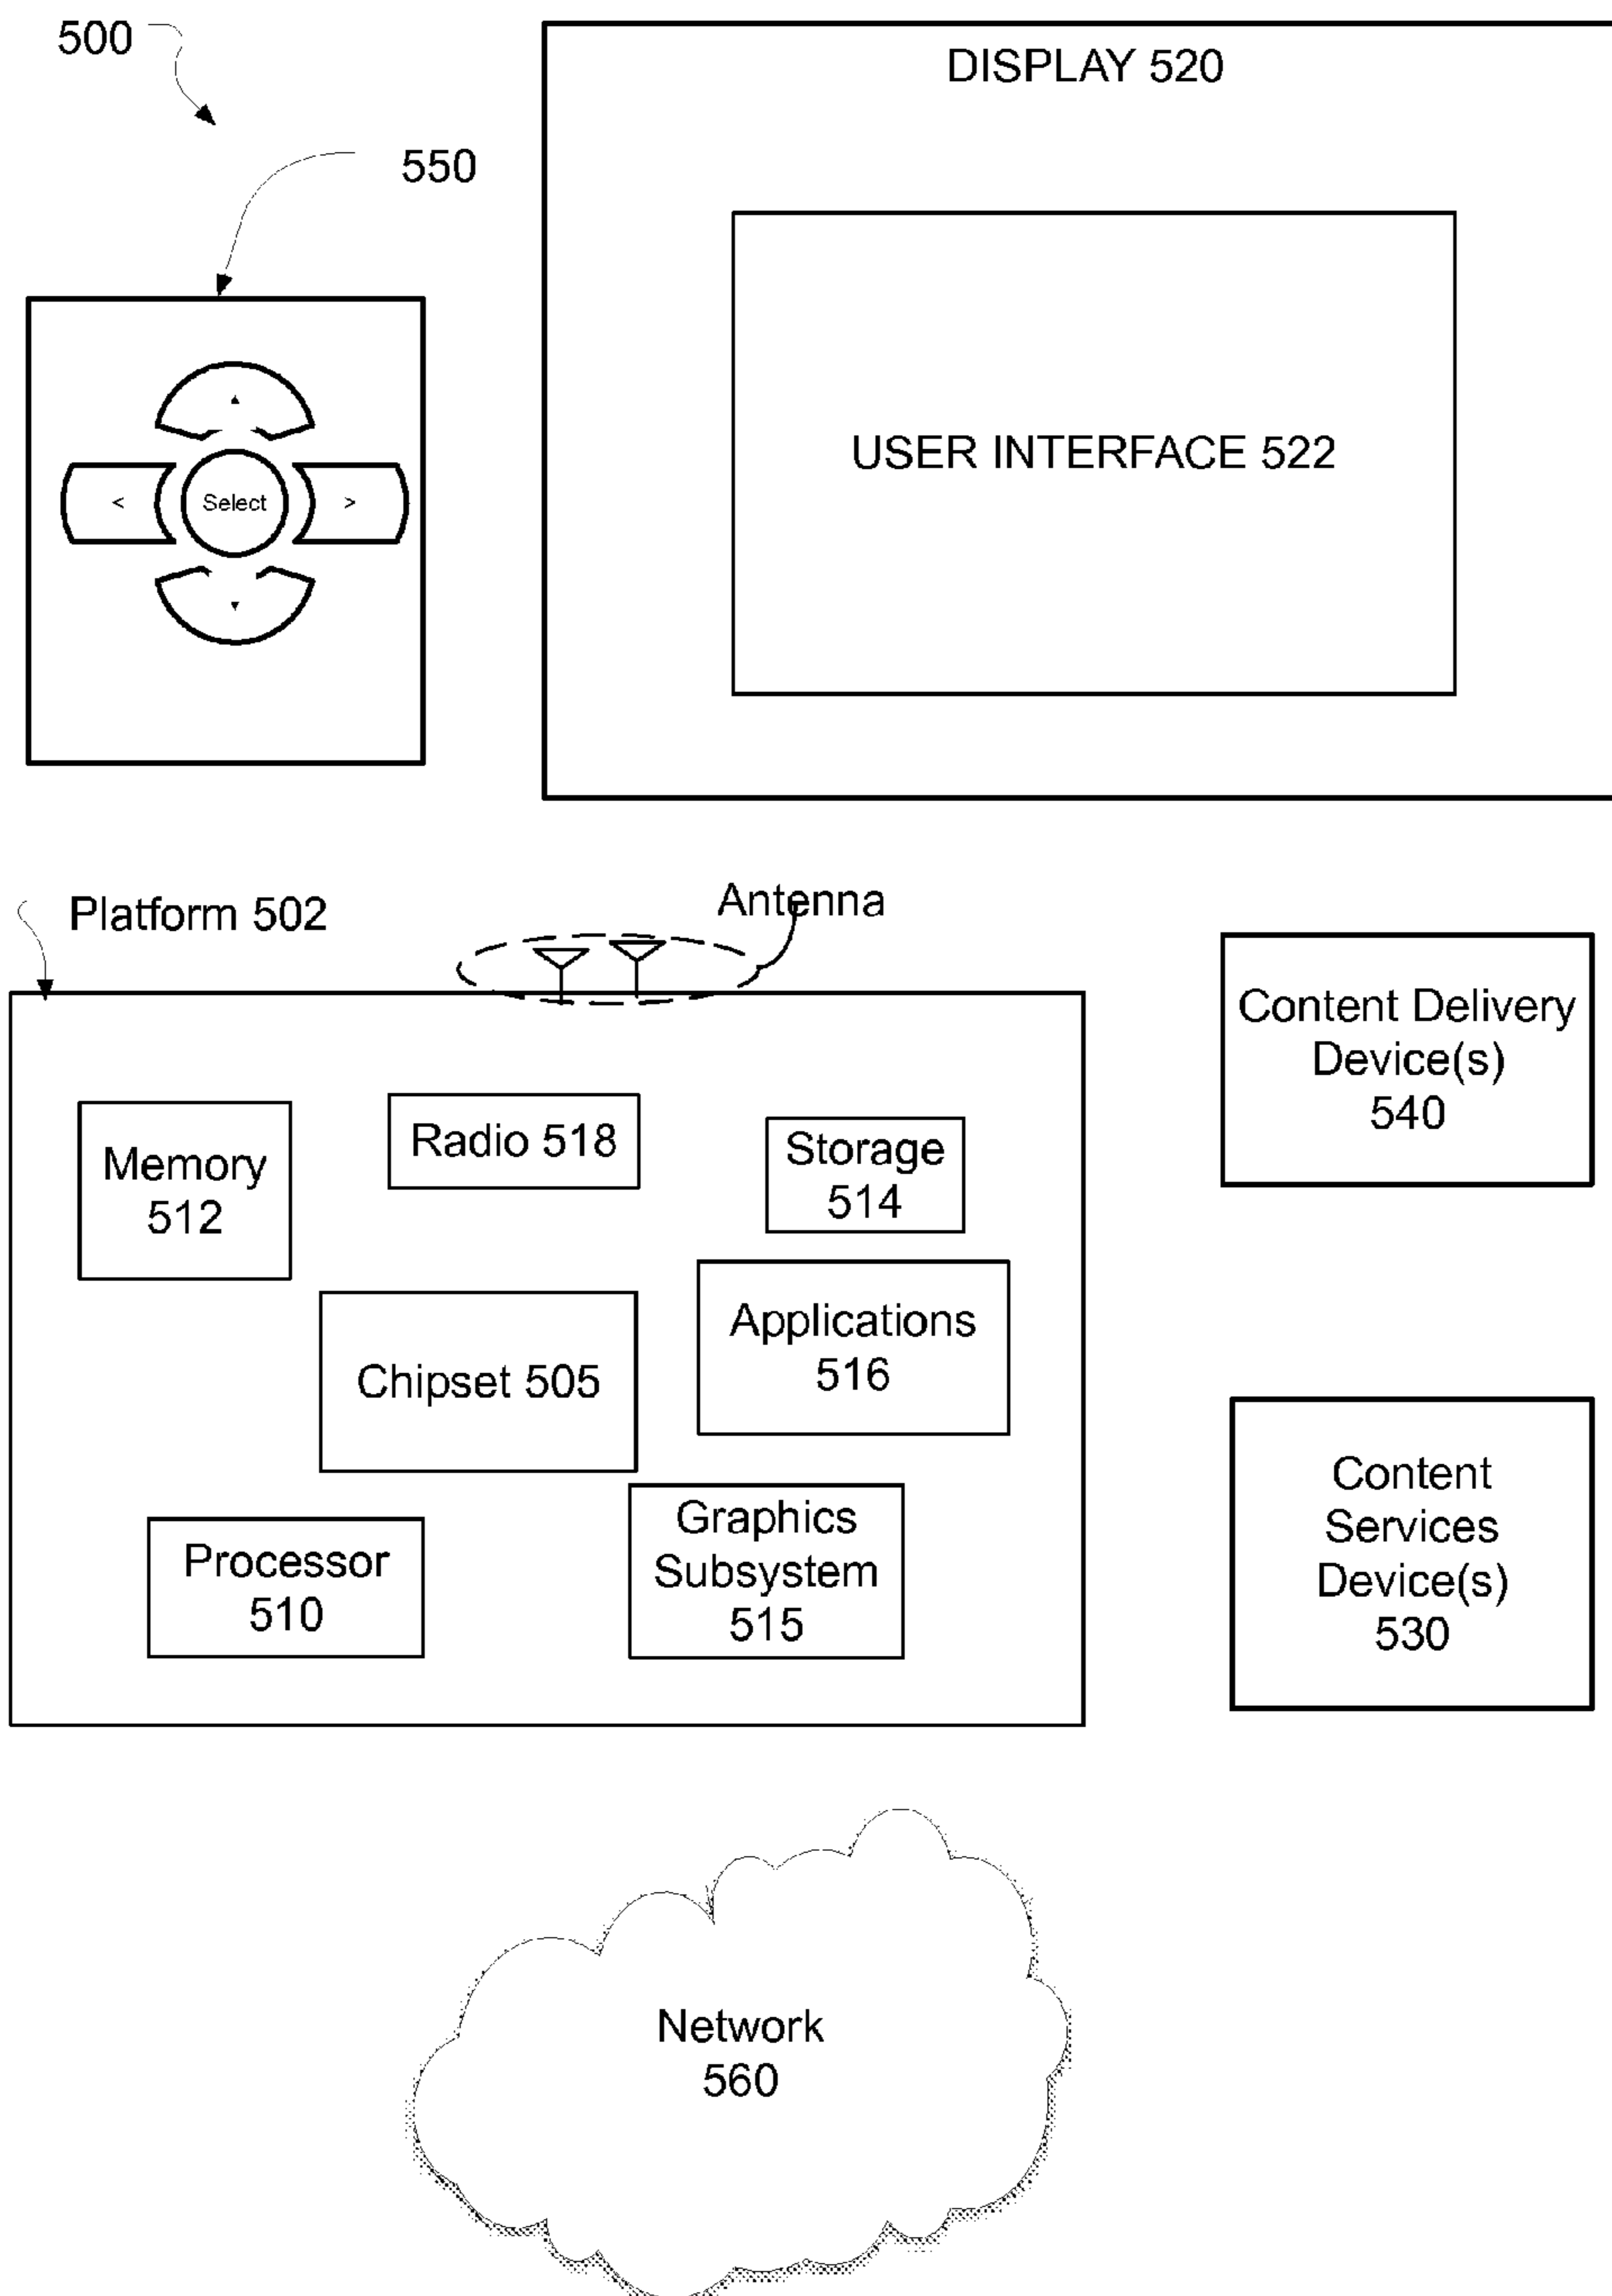 500
DISPLAY 520
550
USER INTERFACE 522
<
Select
>
Platform 502
Antenna
Content Delivery
Device(s)
540
Memory
512
Radio 518
Storage
514
Chipset 505
Applications
516
Content
Services
Device(s)
530
Processor
510
Graphics
Subsystem
515
Network
560